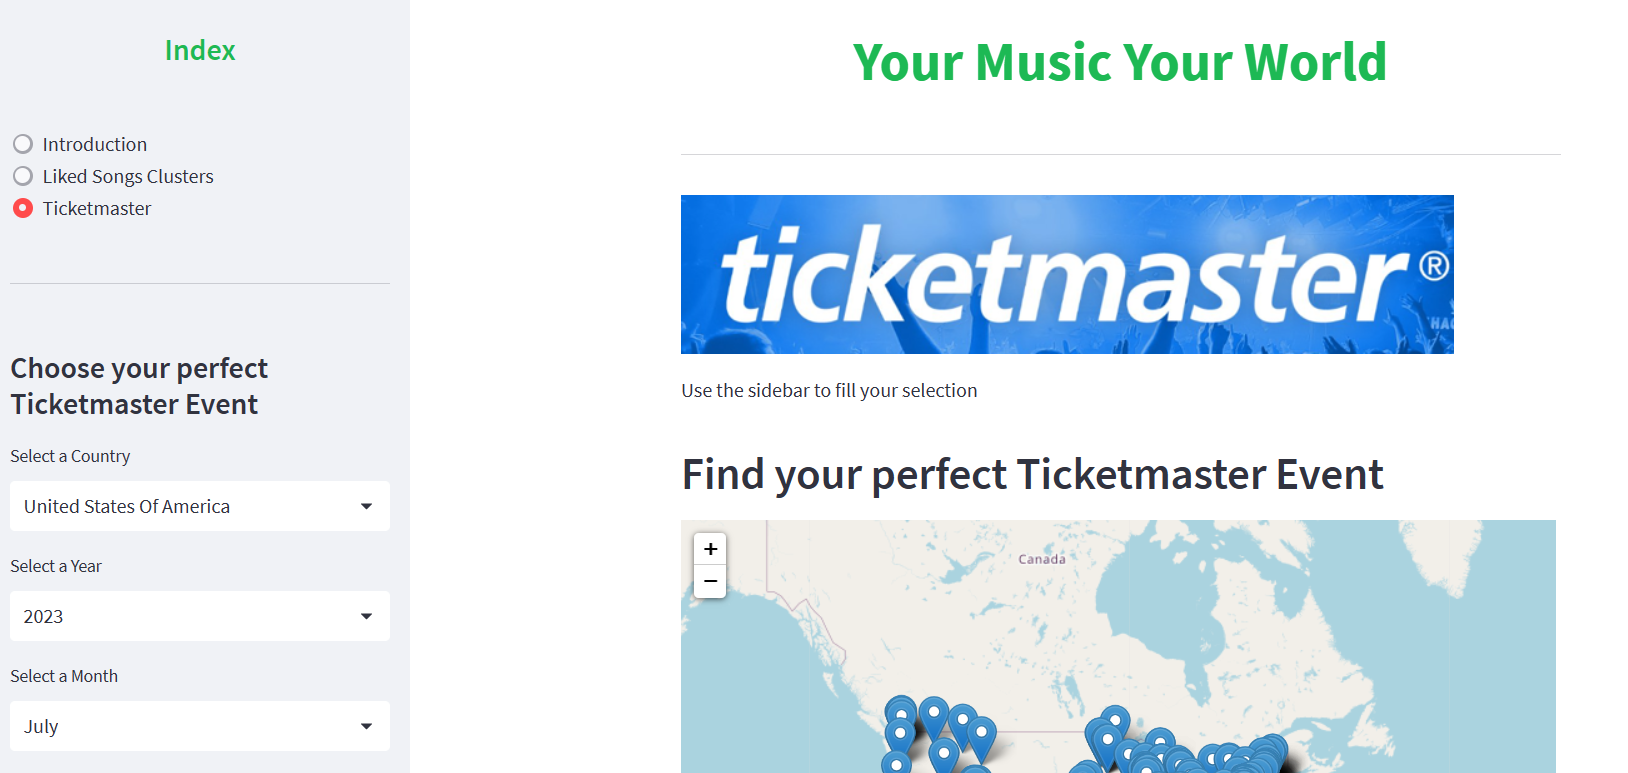 Index
Introduction
Liked Songs Clusters
Ticketmaster
Choose your perfect
Ticketmaster Event
Select a Country
United States Of America
Select a Year
2023
Select a Month
July
Your Music Your World
ticketmaster®
Use the sidebar to fill your selection
Find your perfect Ticketmaster Event
+
−
Canada